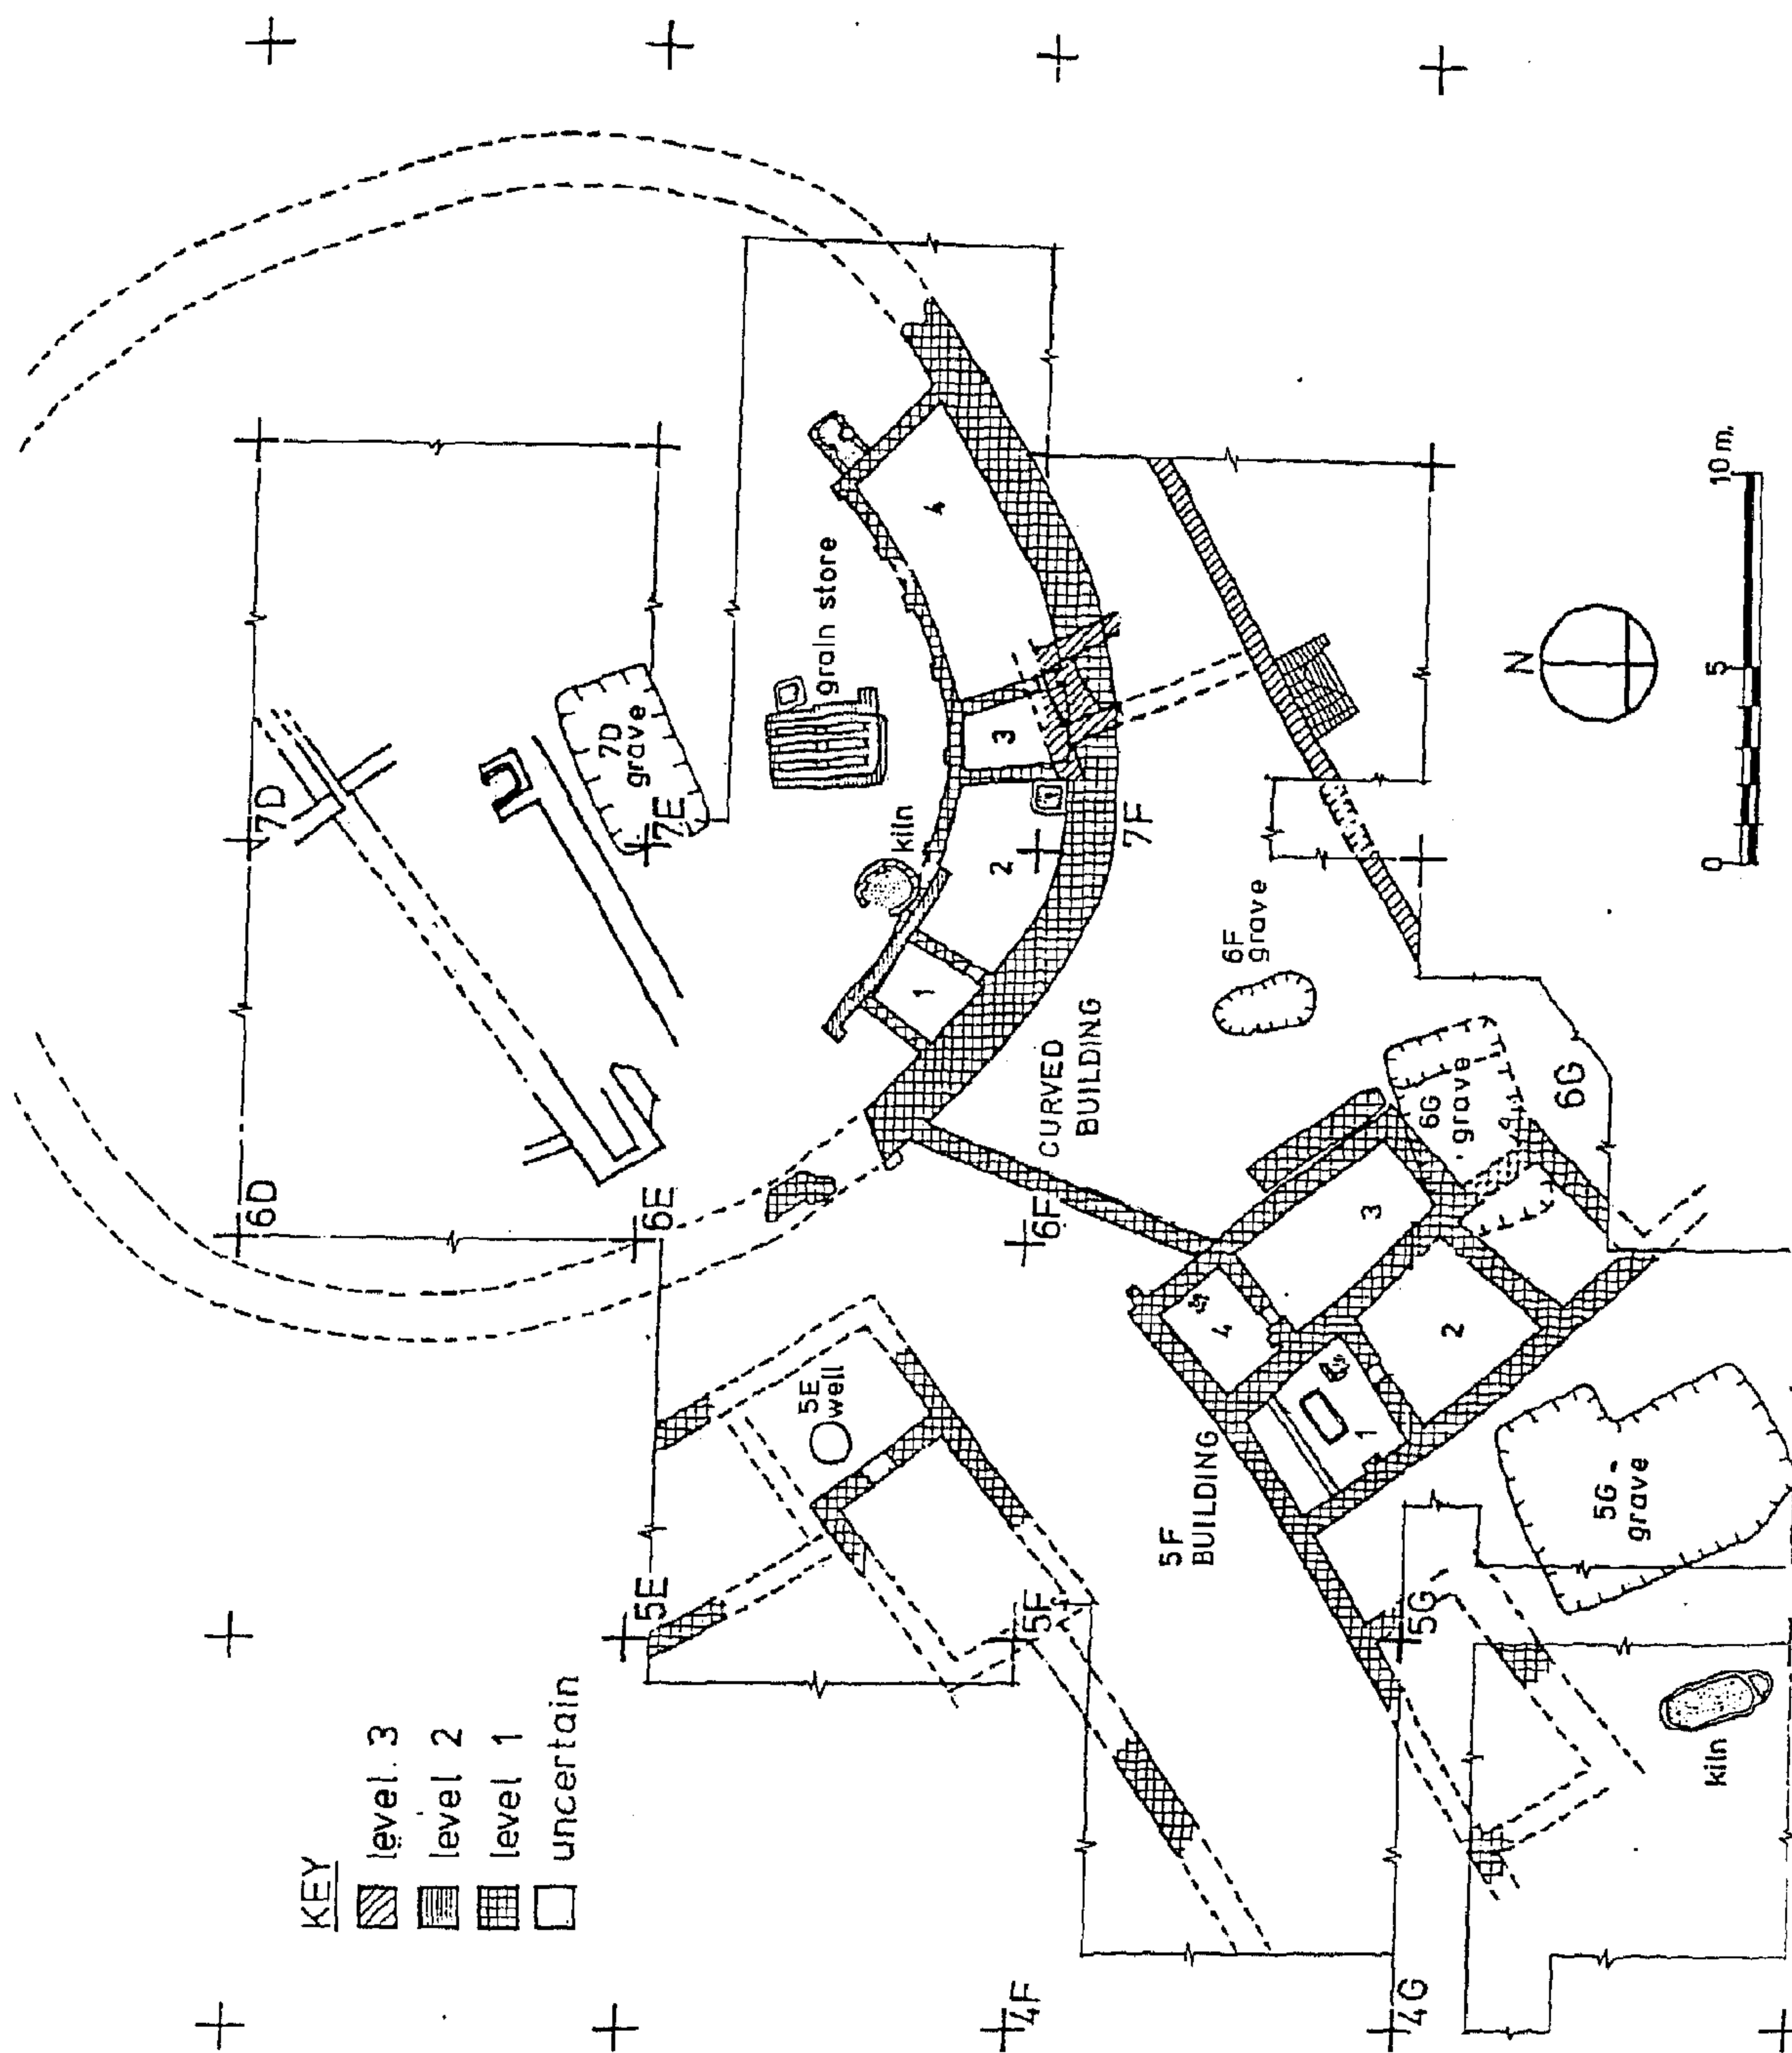 KEY
level 3
level 2
level 1
uncertain
6D
7D
7D
grave
6E
7E
grain store
kiln
1
2
3
4
CURVED
BUILDING
5E
5E
well
5F
6F
7F
6F
grave
5F
BUILDING
1
2
3
4
6G
grave
6G
5G
grave
5G
kiln
4F
4G
N
0
5
10 m.